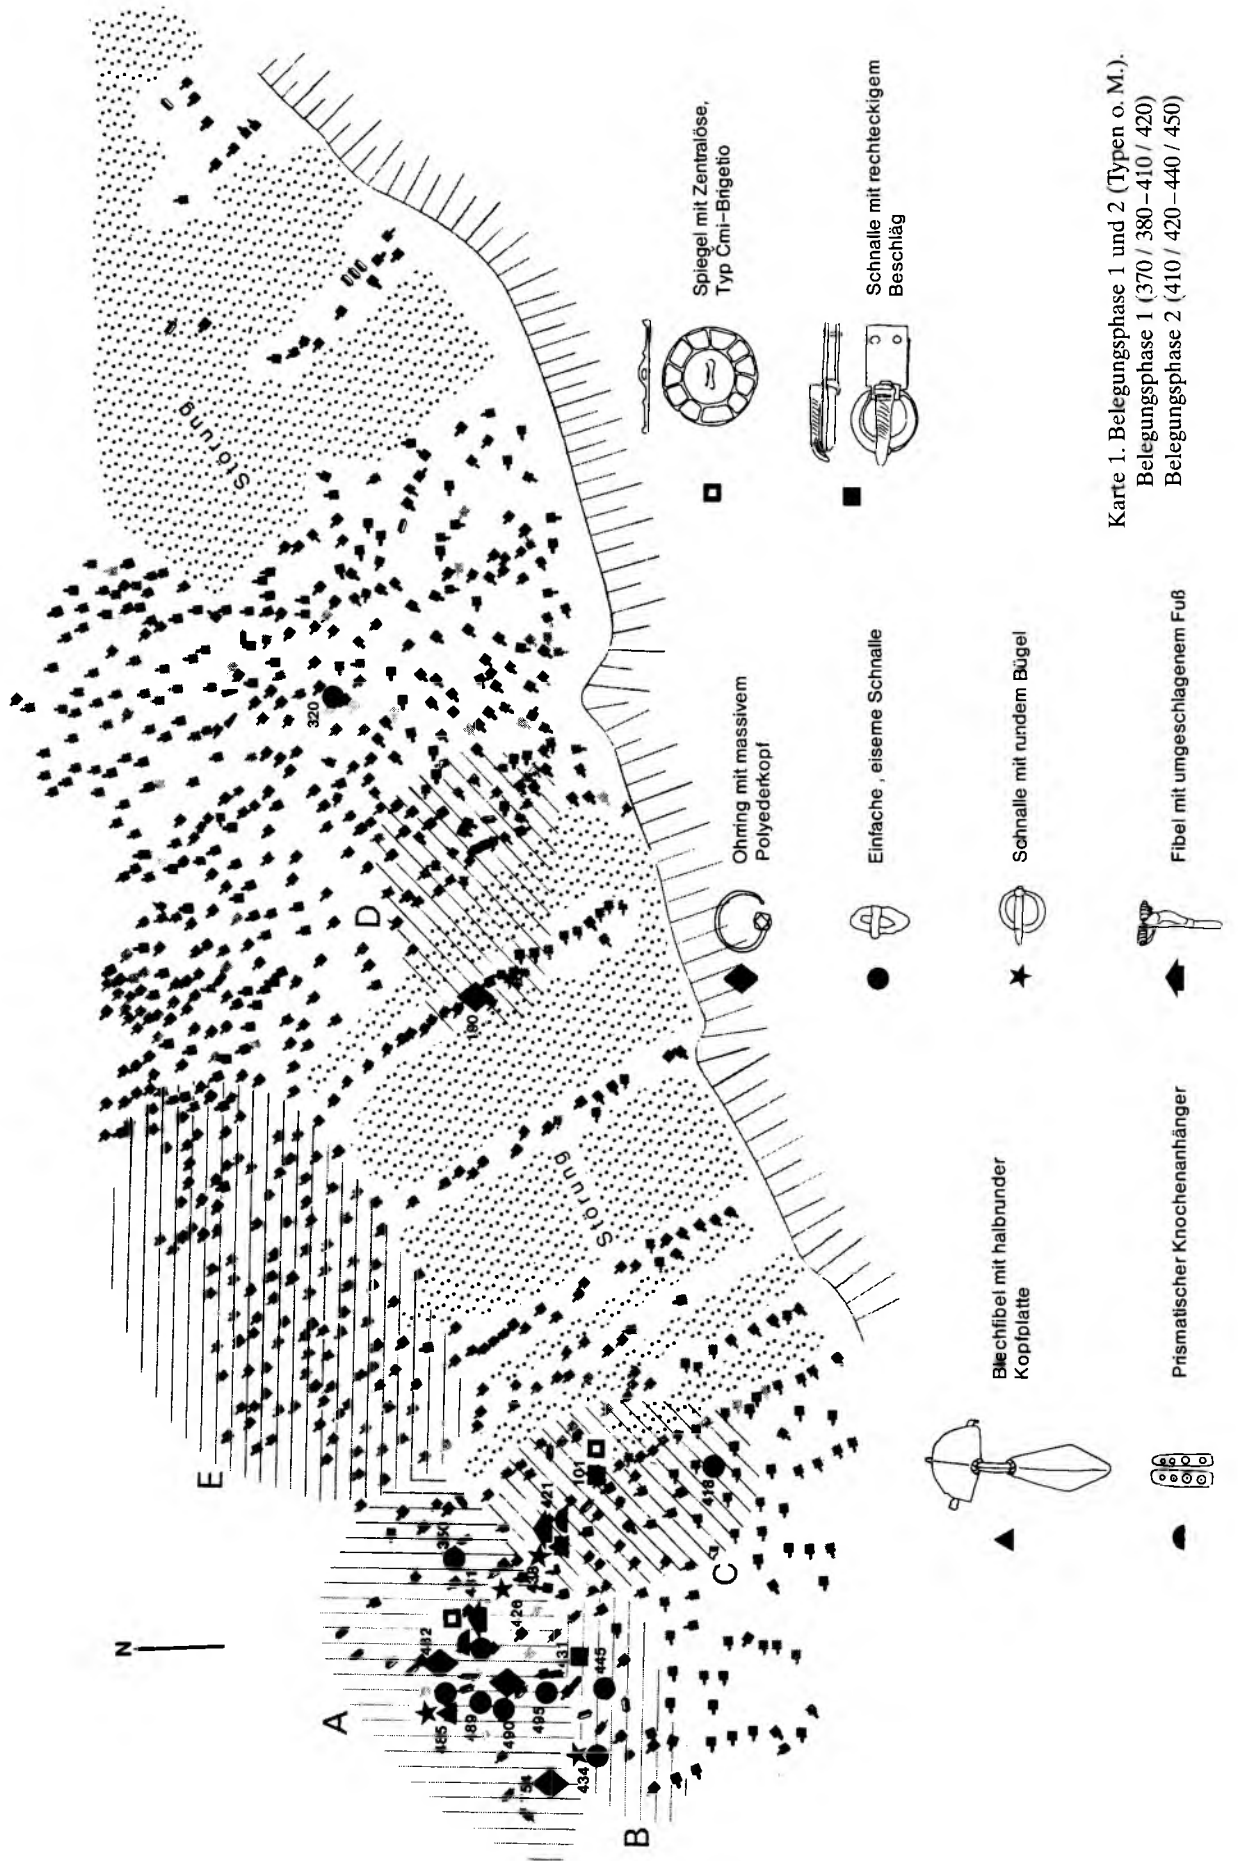 N
A
B
C
D
E
Störung
Störung
320
180
350
421
101
418
426
431
445
485
489
490
495
434
54
Spiegel mit Zentralöse,
Typ Čmi–Brigetio
Schnalle mit rechteckigem
Beschläg
Ohrring mit massivem
Polyederkopf
Einfache , eiserne Schnalle
Schnalle mit rundem Bügel
Fibel mit umgeschlagenem Fuß
Blechfibel mit halbrunder
Kopfplatte
Prismatischer Knochenanhänger
Karte 1. Belegungsphase 1 und 2 (Typen o. M.).
Belegungsphase 1 (370 / 380–410 / 420)
Belegungsphase 2 (410 / 420–440 / 450)